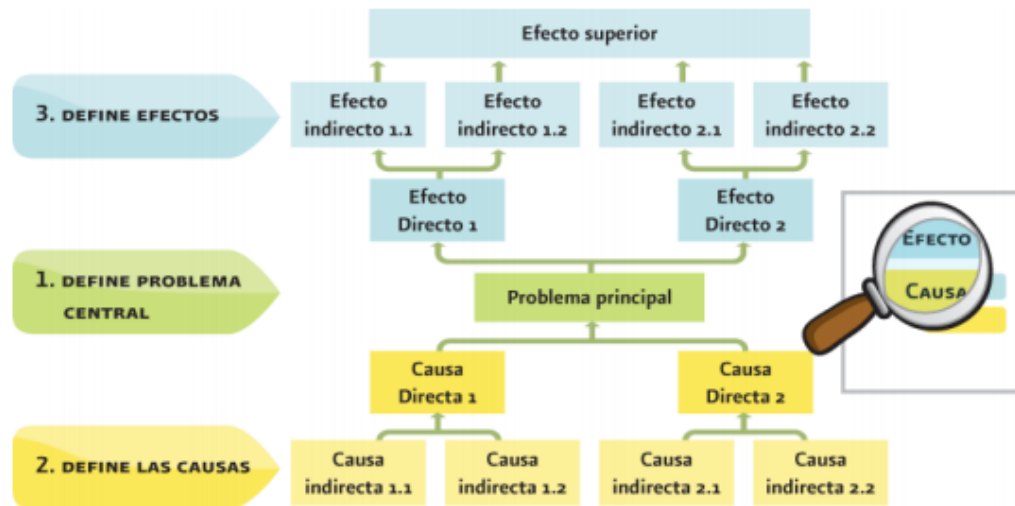 Efecto superior
3. DEFINE EFECTOS
Efecto
indirecto 1.1
Efecto
indirecto 1.2
Efecto
indirecto 2.1
Efecto
indirecto 2.2
Efecto
Directo 1
Efecto
Directo 2
EFECTO
CAUSA
1. DEFINE PROBLEMA
CENTRAL
Problema principal
Causa
Directa 1
Causa
Directa 2
2. DEFINE LAS CAUSAS
Causa
indirecta 1.1
Causa
indirecta 1.2
Causa
indirecta 2.1
Causa
indirecta 2.2